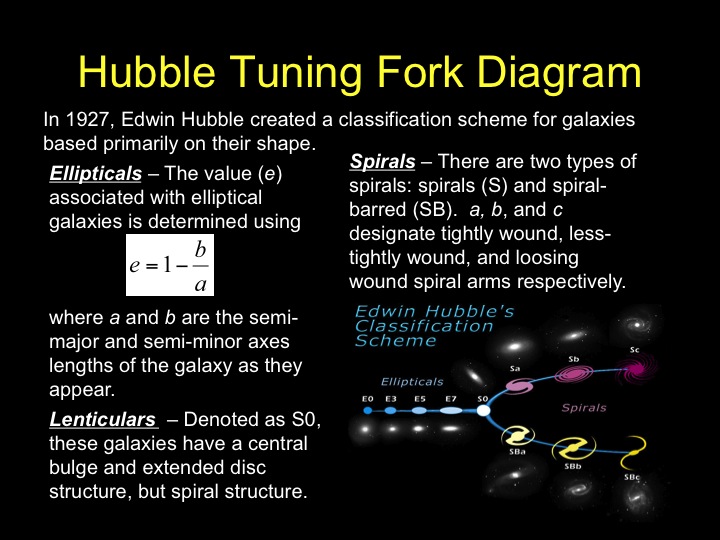 Hubble Tuning Fork Diagram
In 1927, Edwin Hubble created a classification scheme for galaxies
based primarily on their shape.
Ellipticals – The value (e)
associated with elliptical
galaxies is determined using
e = 1 − b/a
where a and b are the semi-
major and semi-minor axes
lengths of the galaxy as they
appear.
Lenticulars – Denoted as S0,
these galaxies have a central
bulge and extended disc
structure, but spiral structure.
Spirals – There are two types of
spirals: spirals (S) and spiral-
barred (SB). a, b, and c
designate tightly wound, less-
tightly wound, and loosing
wound spiral arms respectively.
Edwin Hubble's
Classification
Scheme
Ellipticals
E0 E3 E5 E7 S0
Sa Sb Sc
Spirals
SBa SBb SBc